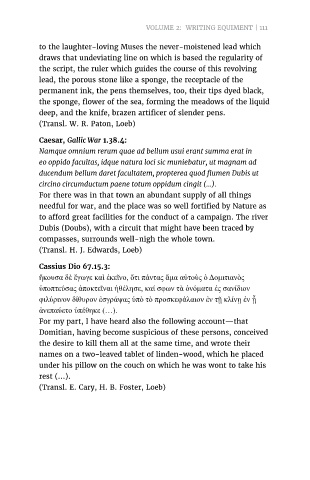 VOLUME 2: WRITING EQUIMENT | 111
to the laughter-loving Muses the never-moistened lead which
draws that undeviating line on which is based the regularity of
the script, the ruler which guides the course of this revolving
lead, the porous stone like a sponge, the receptacle of the
permanent ink, the pens themselves, too, their tips dyed black,
the sponge, flower of the sea, forming the meadows of the liquid
deep, and the knife, brazen artificer of slender pens.
(Transl. W. R. Paton, Loeb)
Caesar, Gallic War 1.38.4:
Namque omnium rerum quae ad bellum usui erant summa erat in
eo oppido facultas, idque natura loci sic muniebatur, ut magnam ad
ducendum bellum daret facultatem, propterea quod flumen Dubis ut
circino circumductum paene totum oppidum cingit (...).
For there was in that town an abundant supply of all things
needful for war, and the place was so well fortified by Nature as
to afford great facilities for the conduct of a campaign. The river
Dubis (Doubs), with a circuit that might have been traced by
compasses, surrounds well-nigh the whole town.
(Transl. H. J. Edwards, Loeb)
Cassius Dio 67.15.3:
ἤκουσα δὲ ἔγωγε καὶ ἐκεῖνο, ὅτι πάντας ἅμα αὐτοὺς ὁ Δομιτιανὸς
ὑποπτεύσας ἀποκτεῖναι ἠθέλησε, καί σφων τὰ ὀνόματα ἐς σανίδιον
φιλύρινον δίθυρον ἐσγράψας ὑπὸ τὸ προσκεφάλαιον ἐν τῇ κλίνῃ ἐν ᾗ
ἀνεπαύετο ὑπέθηκε (...).
For my part, I have heard also the following account—that
Domitian, having become suspicious of these persons, conceived
the desire to kill them all at the same time, and wrote their
names on a two-leaved tablet of linden-wood, which he placed
under his pillow on the couch on which he was wont to take his
rest (...).
(Transl. E. Cary, H. B. Foster, Loeb)